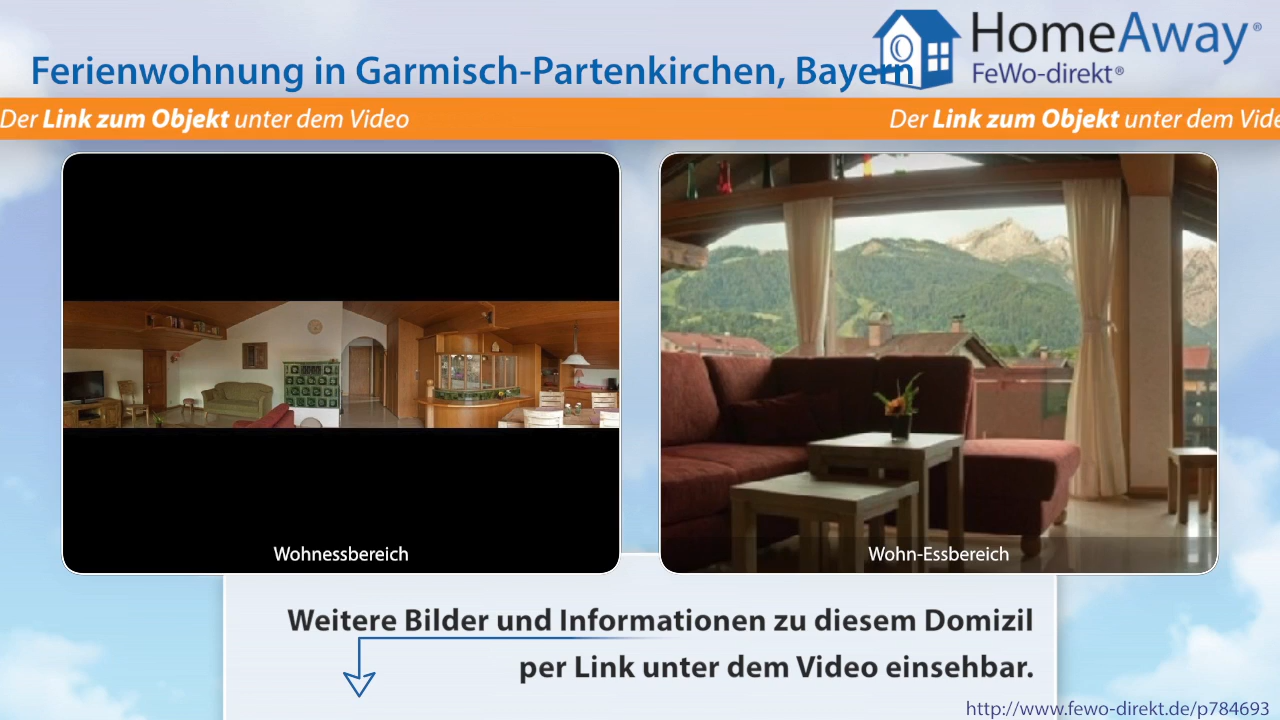 HomeAway®
FeWo-direkt®
Ferienwohnung in Garmisch-Partenkirchen, Bayern
Der Link zum Objekt unter dem Video
Der Link zum Objekt unter dem Vide
Wohnessbereich
Wohn-Essbereich
Weitere Bilder und Informationen zu diesem Domizil
per Link unter dem Video einsehbar.
http://www.fewo-direkt.de/p784693